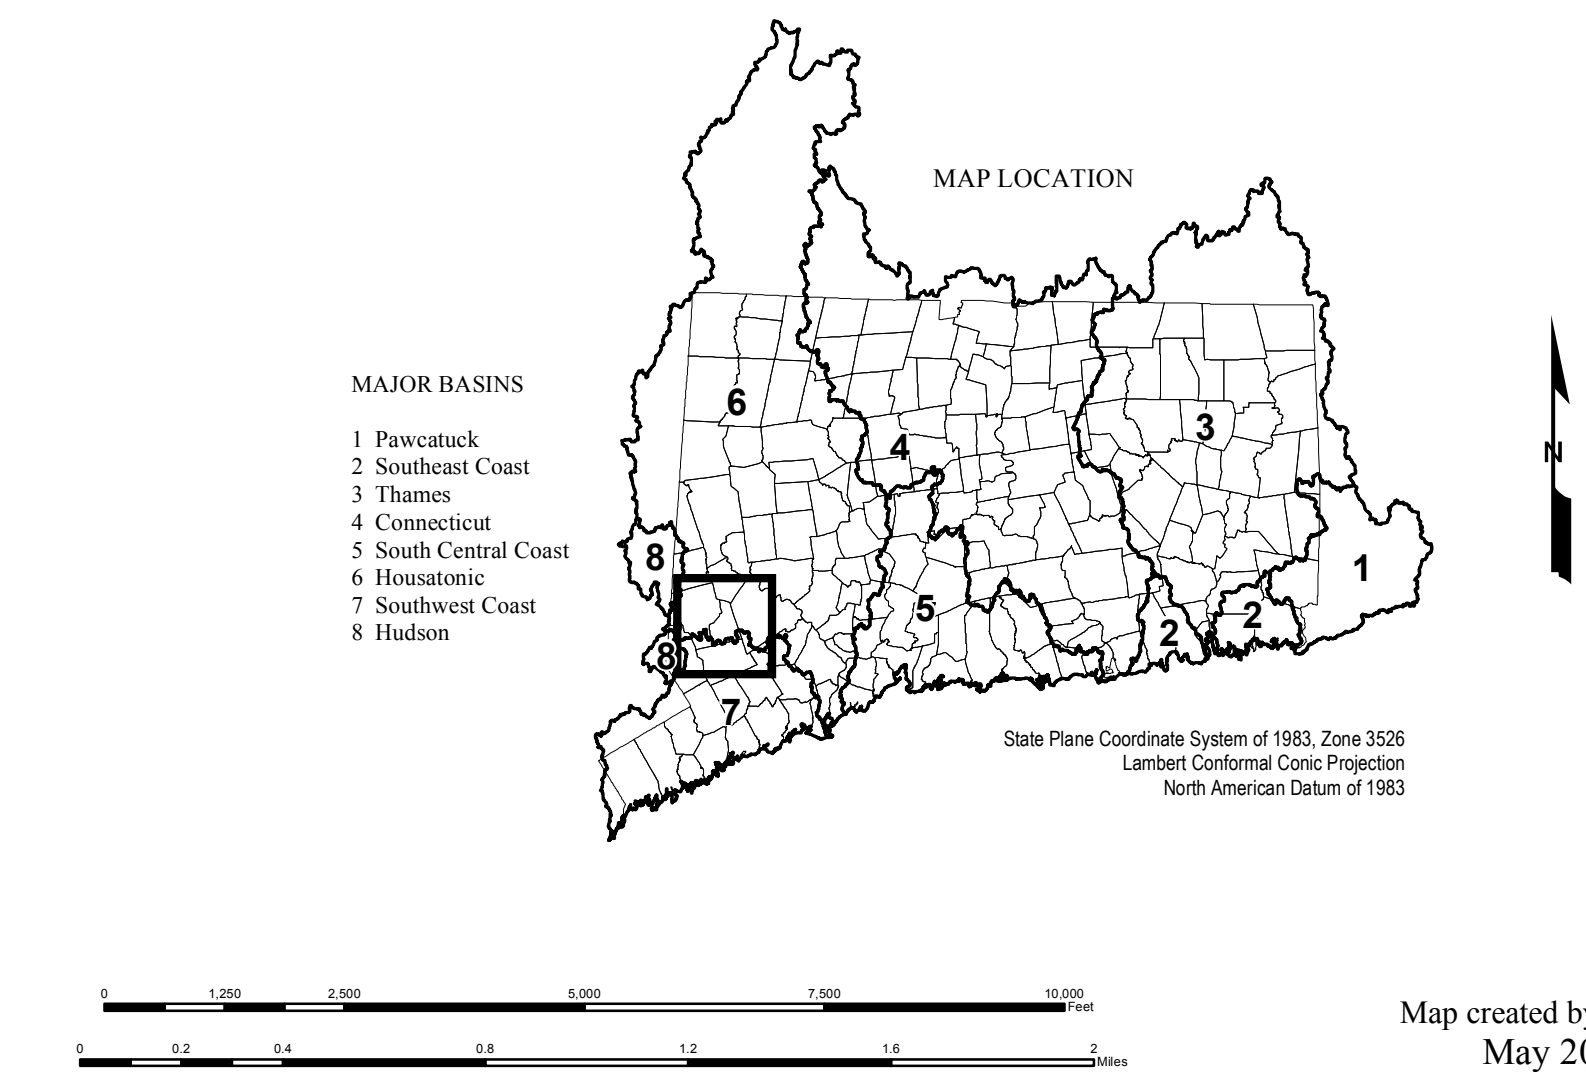 MAP LOCATION
MAJOR BASINS
1 Pawcatuck
2 Southeast Coast
3 Thames
4 Connecticut
5 South Central Coast
6 Housatonic
7 Southwest Coast
8 Hudson
6
4
3
8
1
5
2
2
8
7
N
State Plane Coordinate System of 1983, Zone 3526
Lambert Conformal Conic Projection
North American Datum of 1983
0 1,250 2,500 5,000 7,500 10,000
Feet
0 0.2 0.4 0.8 1.2 1.6 2
Miles
Map created by
May 20